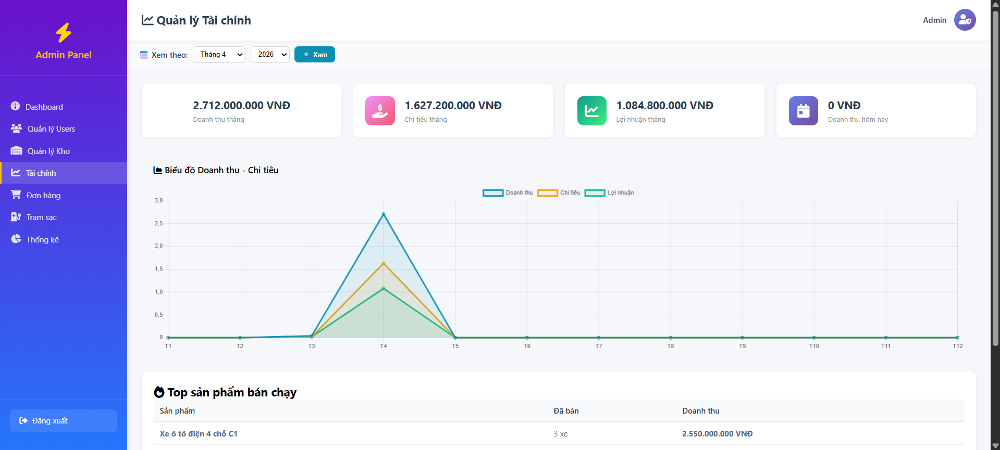 Admin Panel
Dashboard
Quản lý Users
Quản lý Kho
Tài chính
Đơn hàng
Trạm sạc
Thống kê
Đăng xuất
Quản lý Tài chính
Admin
Xem theo: Tháng 4 2026 Xem
2.712.000.000 VNĐ
Doanh thu tháng
1.627.200.000 VNĐ
Chi tiêu tháng
1.084.800.000 VNĐ
Lợi nhuận tháng
0 VNĐ
Doanh thu hôm nay
Biểu đồ Doanh thu - Chi tiêu
Doanh thu Chi tiêu Lợi nhuận
3,0
2,5
2,0
1,5
1,0
0,5
0
T1 T2 T3 T4 T5 T6 T7 T8 T9 T10 T11 T12
Top sản phẩm bán chạy
Sản phẩm Đã bán Doanh thu
Xe ô tô điện 4 chỗ C1 3 xe 2.550.000.000 VNĐ